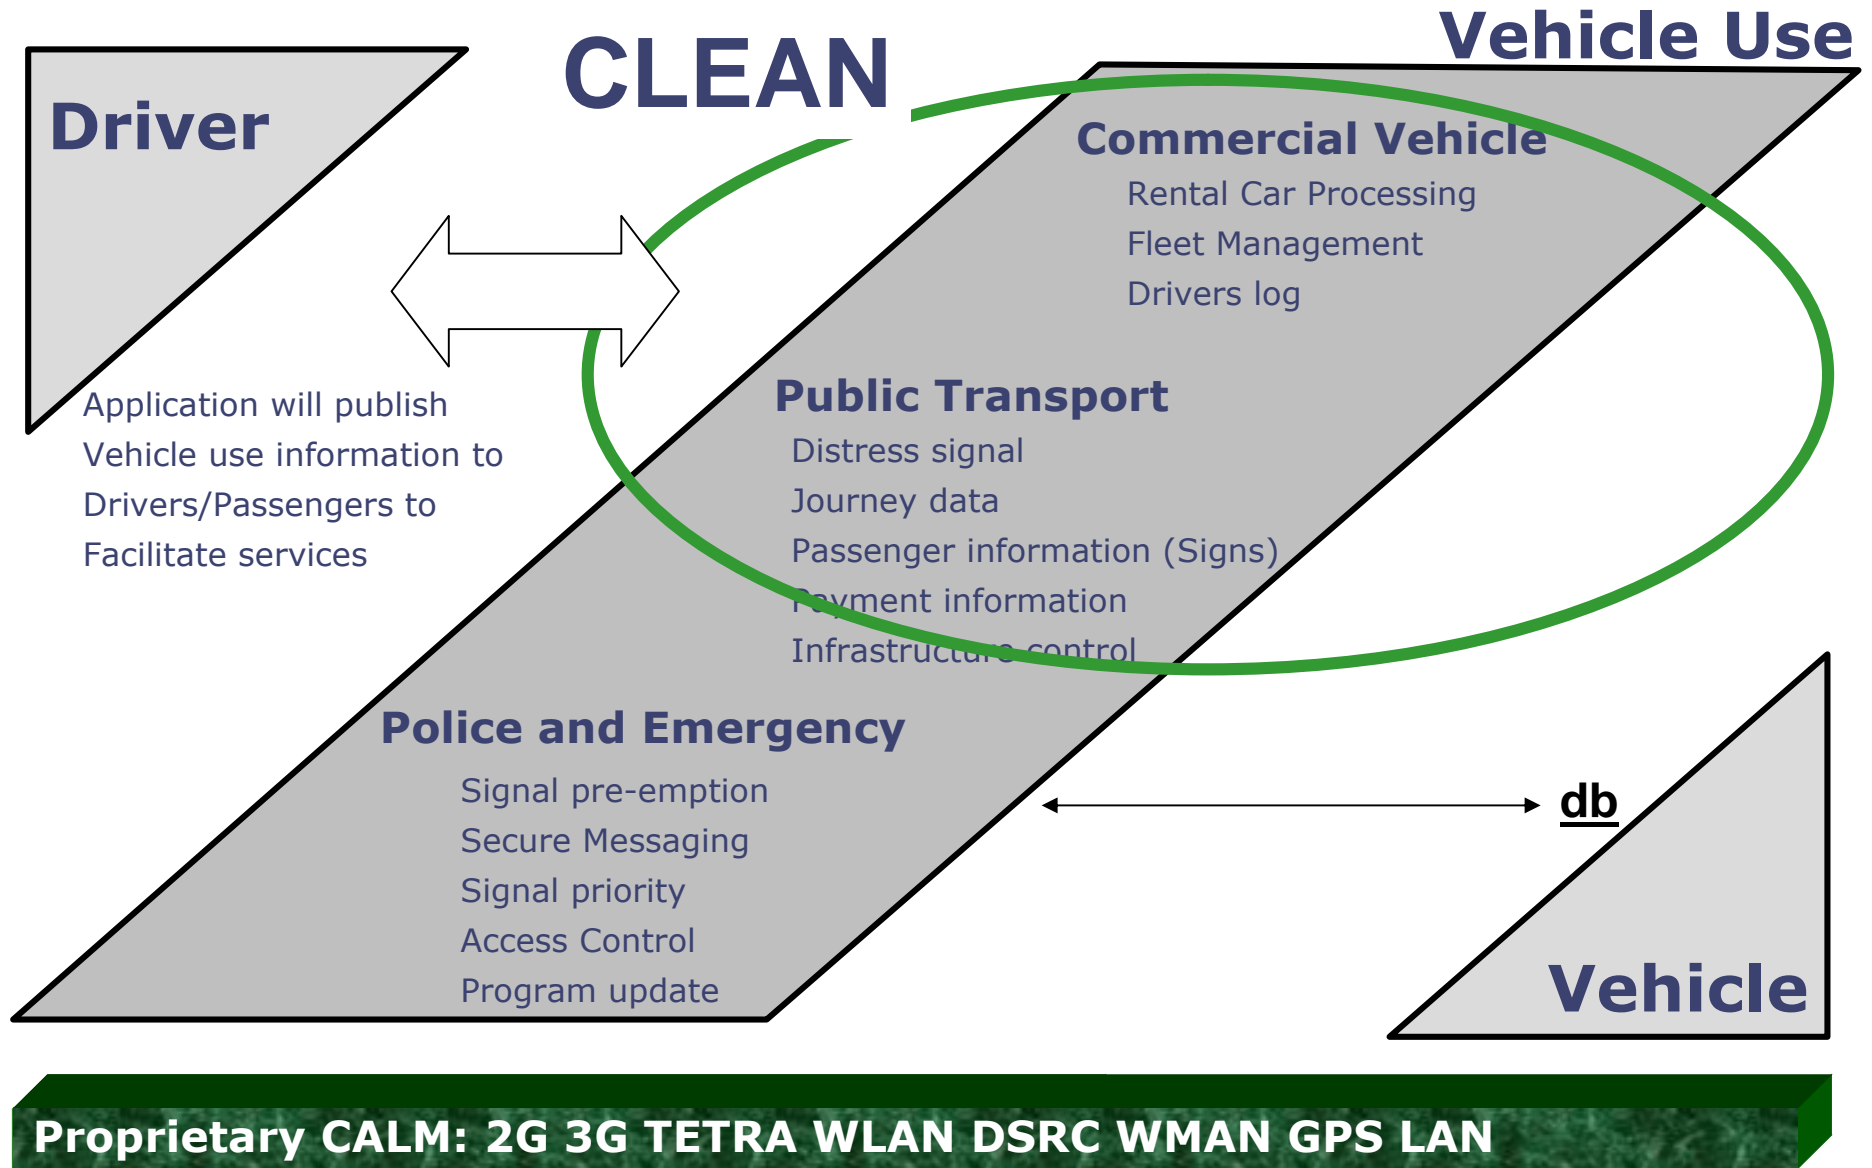 Vehicle Use
CLEAN
Driver
Commercial Vehicle
Rental Car Processing
Fleet Management
Drivers log
Application will publish
Vehicle use information to
Drivers/Passengers to
Facilitate services
Public Transport
Distress signal
Journey data
Passenger information (Signs)
Payment information
Infrastructure control
Police and Emergency
Signal pre-emption
Secure Messaging
Signal priority
Access Control
Program update
db
Vehicle
Proprietary CALM: 2G 3G TETRA WLAN DSRC WMAN GPS LAN